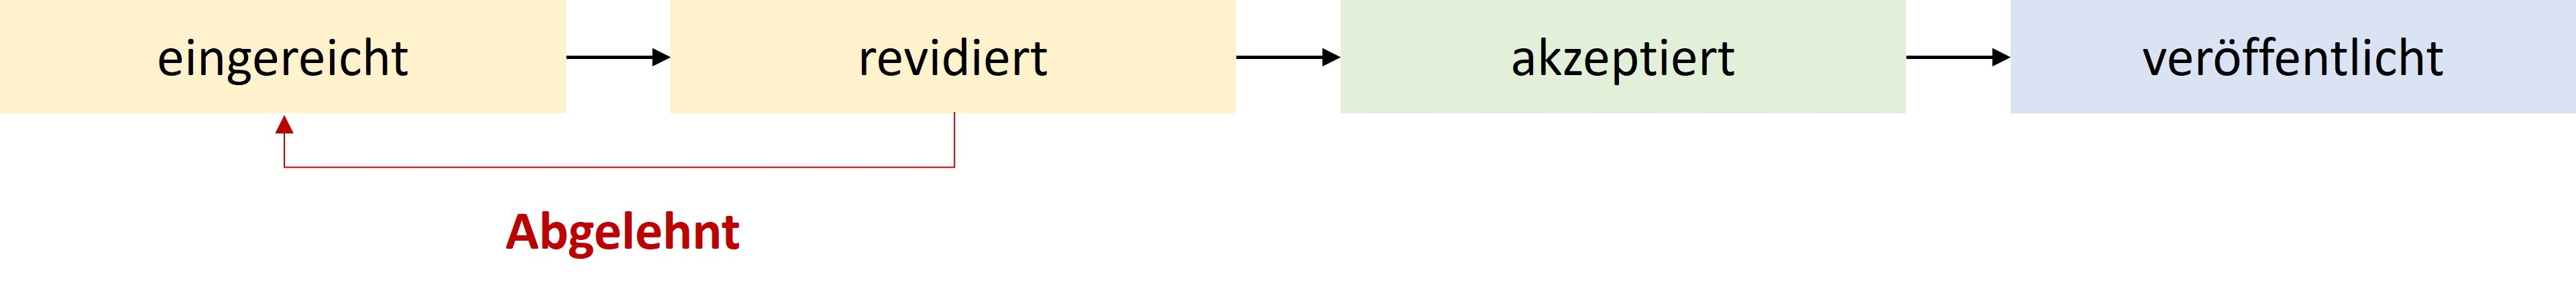 eingereicht
revidiert
akzeptiert
veröffentlicht
Abgelehnt